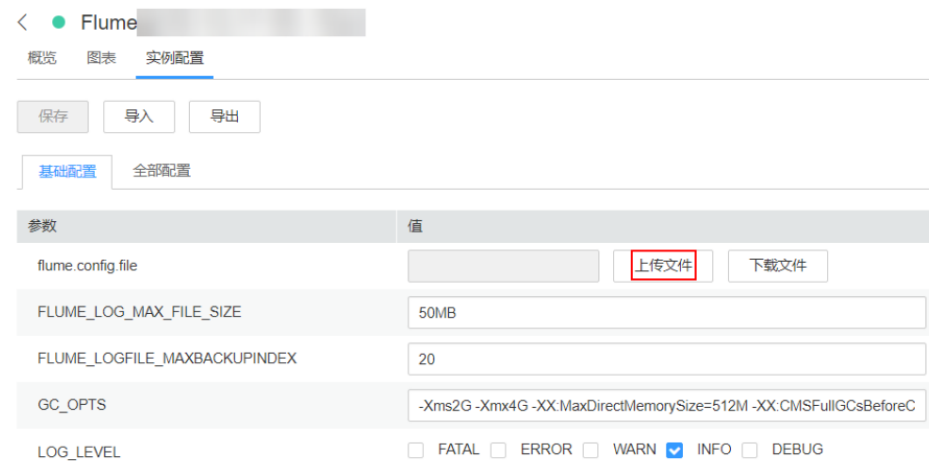 Flume
概览 图表 实例配置
保存 导入 导出
基础配置 全部配置
参数 值
flume.config.file 上传文件 下载文件
FLUME_LOG_MAX_FILE_SIZE 50MB
FLUME_LOGFILE_MAXBACKUPINDEX 20
GC_OPTS -Xms2G -Xmx4G -XX:MaxDirectMemorySize=512M -XX:CMSFullGCsBeforeC
LOG_LEVEL FATAL ERROR WARN INFO DEBUG